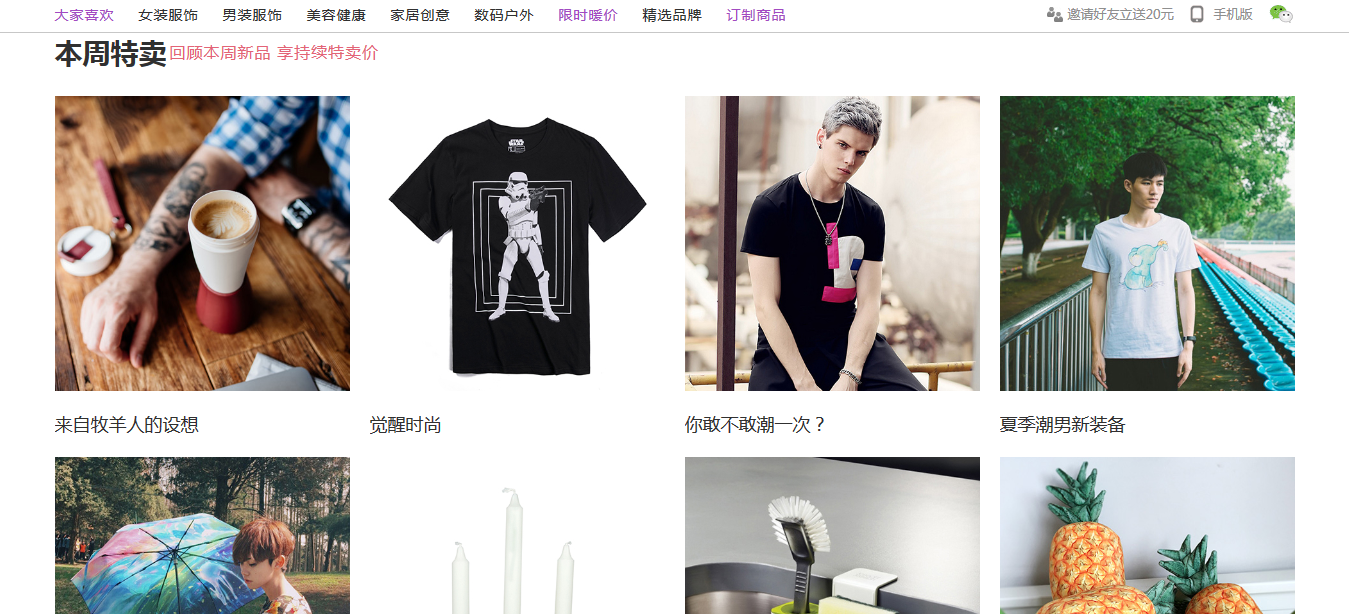 大家喜欢 女装服饰 男装服饰 美容健康 家居创意 数码户外 限时暖价 精选品牌 订制商品 邀请好友立送20元 手机版
本周特卖 回顾本周新品 享持续特卖价
STAR WARS
来自牧羊人的设想 觉醒时尚 你敢不敢潮一次？ 夏季潮男新装备